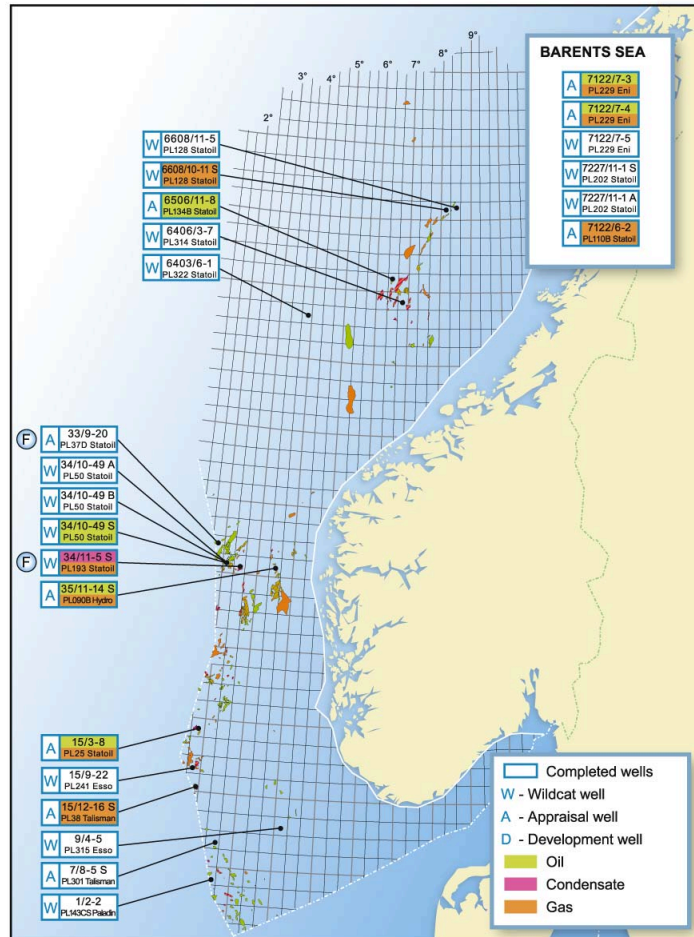 2°
3°
4°
5°
6°
7°
8°
9°
BARENTS SEA
A 7122/7-3
PL229 Eni
A 7122/7-4
PL229 Eni
W 7122/7-5
PL229 Eni
W 7227/11-1 S
PL202 Statoil
W 7227/11-1 A
PL202 Statoil
A 7122/6-2
PL110B Statoil
W 6608/11-5
PL128 Statoil
W 6608/10-11 S
PL128 Statoil
A 6506/11-8
PL134B Statoil
W 6406/3-7
PL314 Statoil
W 6403/6-1
PL322 Statoil
F A 33/9-20
PL37D Statoil
W 34/10-49 A
PL50 Statoil
W 34/10-49 B
PL50 Statoil
W 34/10-49 S
PL50 Statoil
F W 34/11-5 S
PL193 Statoil
A 35/11-14 S
PL090B Hydro
A 15/3-8
PL25 Statoil
W 15/9-22
PL241 Esso
A 15/12-16 S
PL38 Talisman
W 9/4-5
PL315 Esso
A 7/8-5 S
PL301 Talisman
W 1/2-2
PL143CS Paladin
Completed wells
W - Wildcat well
A - Appraisal well
D - Development well
Oil
Condensate
Gas